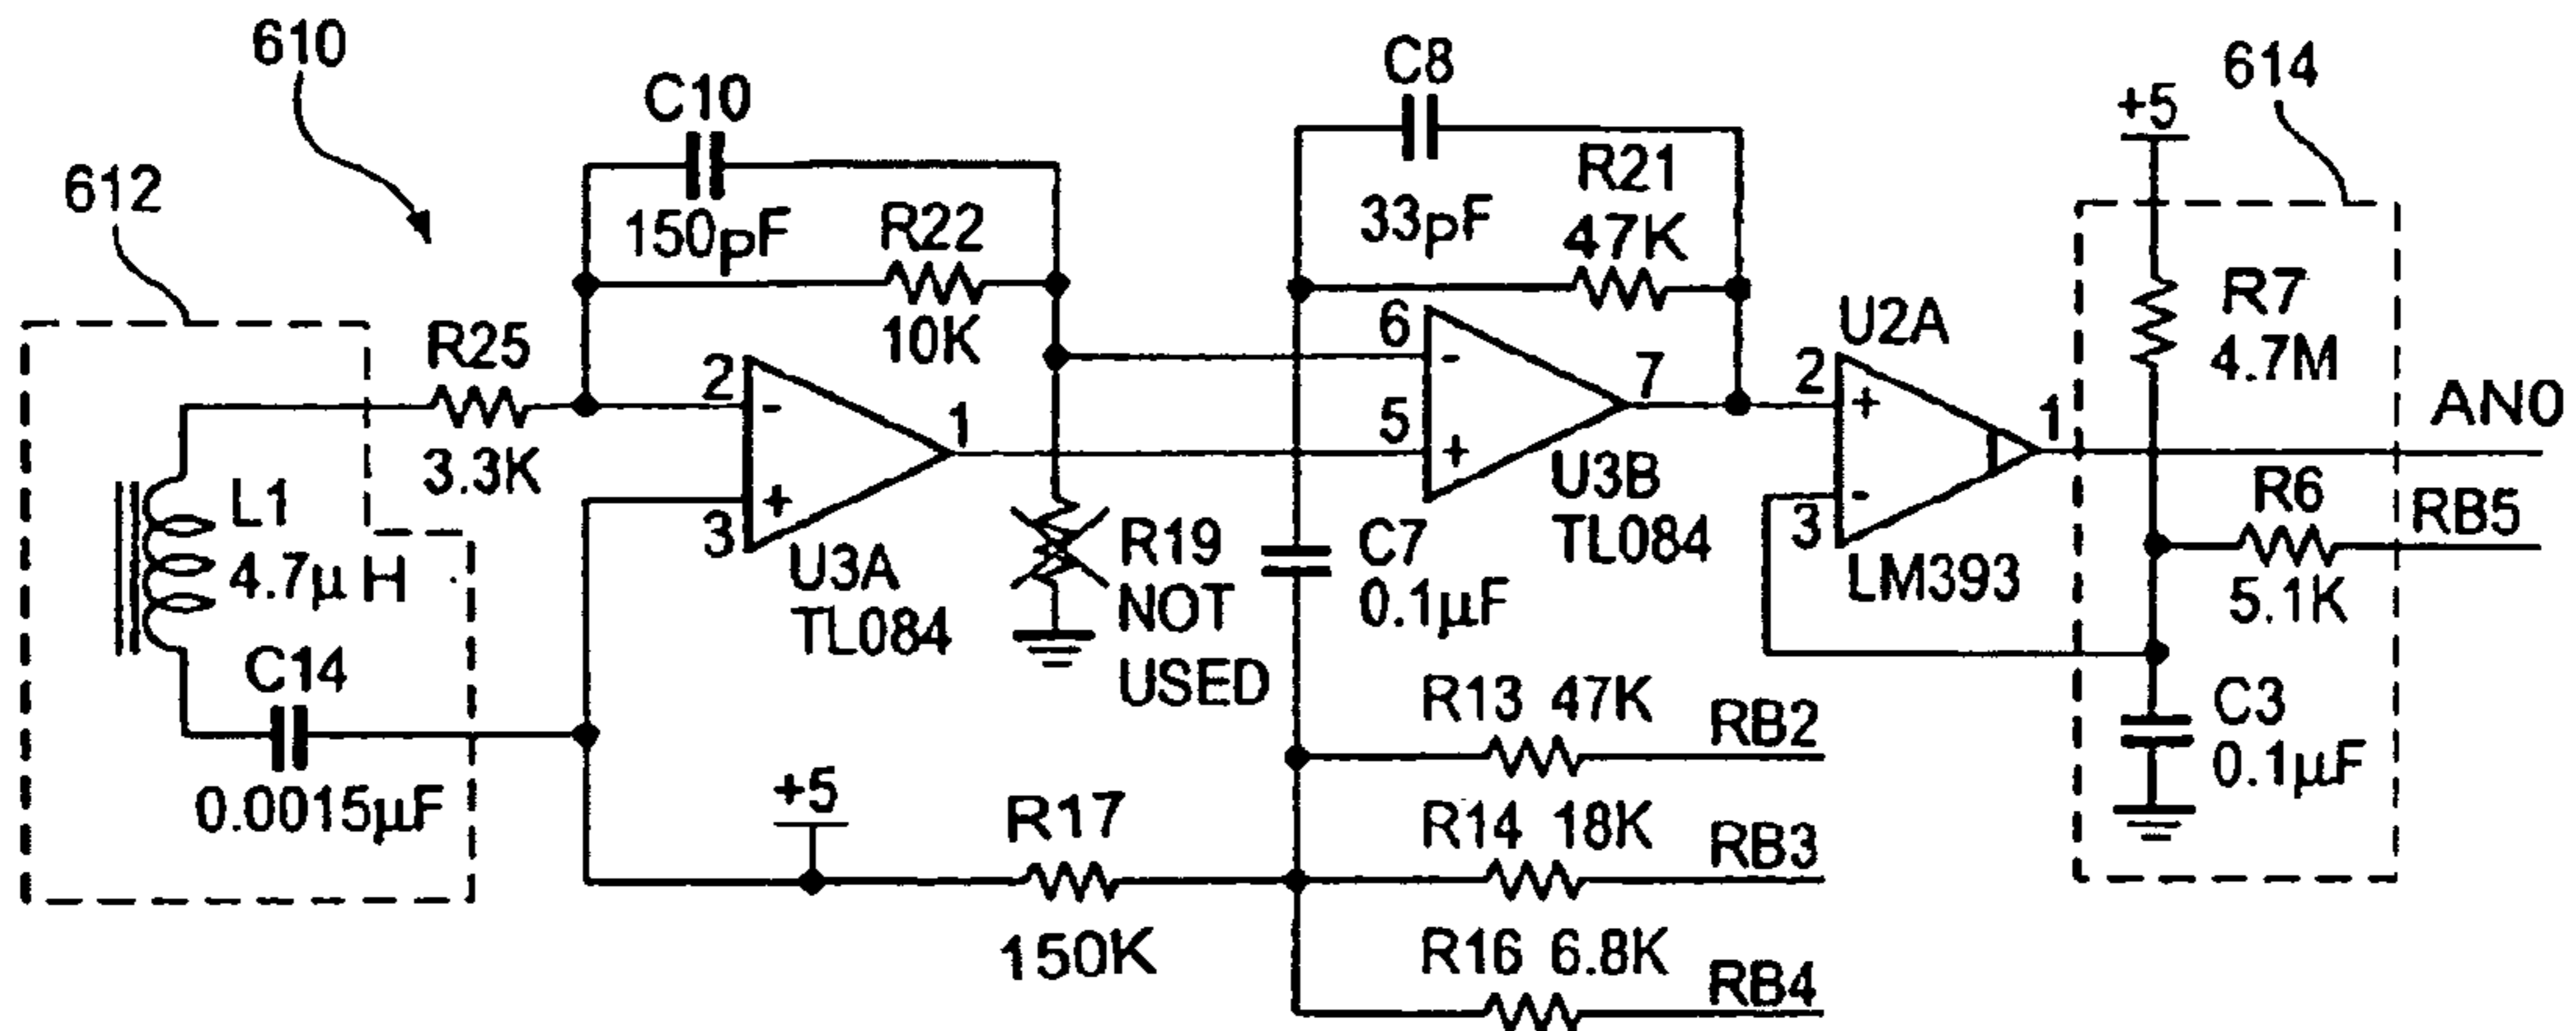 610
612
C10
150pF
R22
10K
R25
3.3K
L1
4.7µH
C14
0.0015µF
2
-
3
+
1
U3A
TL084
R19
NOT
USED
+5
R17
150K
C8
33pF
R21
47K
6
-
5
+
7
U3B
TL084
C7
0.1µF
R13 47K
RB2
R14 18K
RB3
R16 6.8K
RB4
U2A
2
+
3
-
1
LM393
614
+5
R7
4.7M
AN0
R6
5.1K
RB5
C3
0.1µF